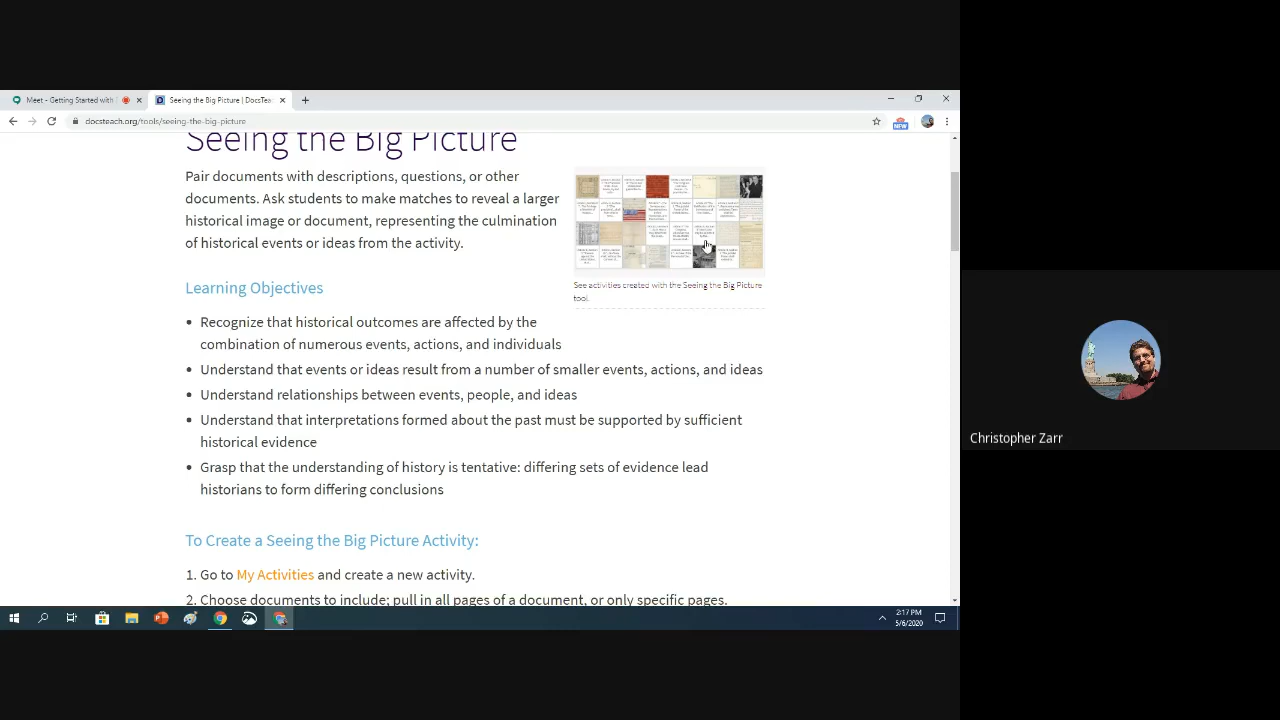 Meet - Getting Started with
Seeing the Big Picture | DocsTea
docsteach.org/tools/seeing-the-big-picture
NEW
Seeing the Big Picture
Pair documents with descriptions, questions, or other
documents. Ask students to make matches to reveal a larger
historical image or document, representing the culmination
of historical events or ideas from the activity.
See activities created with the Seeing the Big Picture
tool.
Learning Objectives
Recognize that historical outcomes are affected by the
combination of numerous events, actions, and individuals
Understand that events or ideas result from a number of smaller events, actions, and ideas
Understand relationships between events, people, and ideas
Understand that interpretations formed about the past must be supported by sufficient
historical evidence
Grasp that the understanding of history is tentative: differing sets of evidence lead
historians to form differing conclusions
To Create a Seeing the Big Picture Activity:
1. Go to My Activities and create a new activity.
2. Choose documents to include; pull in all pages of a document, or only specific pages.
2:17 PM
5/6/2020
Christopher Zarr